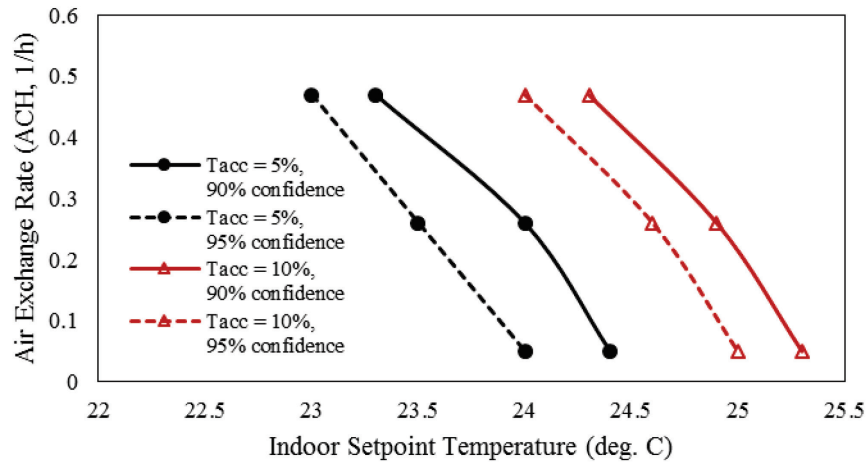 0.6
0.5
0.4
0.3
0.2
0.1
0
Air Exchange Rate (ACH, 1/h)
Tacc = 5%,
90% confidence
Tacc = 5%,
95% confidence
Tacc = 10%,
90% confidence
Tacc = 10%,
95% confidence
22 22.5 23 23.5 24 24.5 25 25.5
Indoor Setpoint Temperature (deg. C)